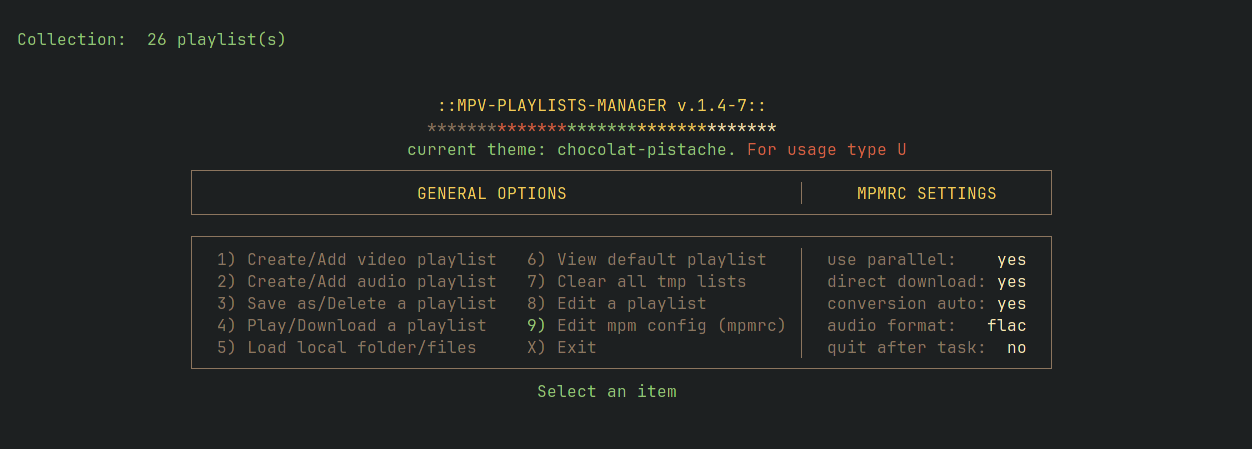 Collection:  26 playlist(s)
::MPV-PLAYLISTS-MANAGER v.1.4-7::
***********************************
current theme: chocolat-pistache. For usage type U
GENERAL OPTIONS | MPMRC SETTINGS
1) Create/Add video playlist   6) View default playlist | use parallel:    yes
2) Create/Add audio playlist   7) Clear all tmp lists | direct download: yes
3) Save as/Delete a playlist   8) Edit a playlist | conversion auto: yes
4) Play/Download a playlist    9) Edit mpm config (mpmrc) | audio format:   flac
5) Load local folder/files     X) Exit | quit after task:  no
Select an item